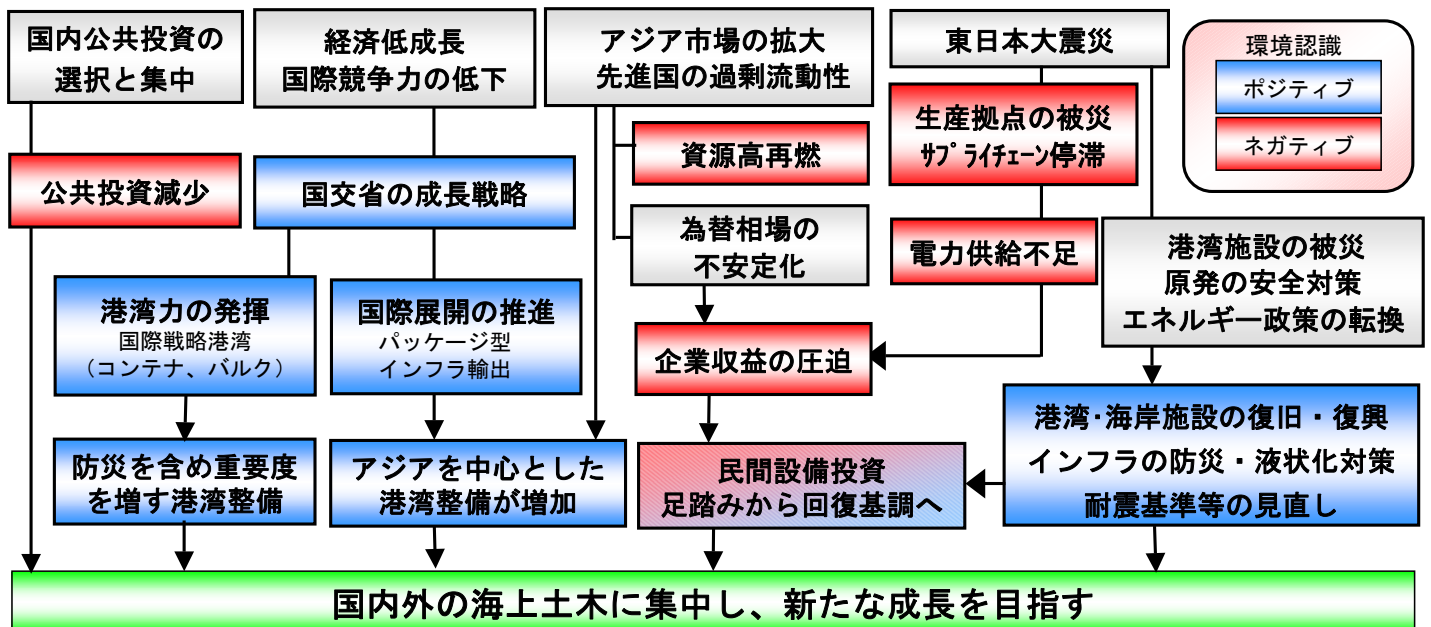 国内公共投資の
選択と集中
経済低成長
国際競争力の低下
アジア市場の拡大
先進国の過剰流動性
東日本大震災
環境認識
ポジティブ
ネガティブ
公共投資減少
国交省の成長戦略
資源高再燃
生産拠点の被災
ｻﾌﾟﾗｲﾁｪｰﾝ停滞
為替相場の
不安定化
電力供給不足
港湾施設の被災
原発の安全対策
エネルギー政策の転換
港湾力の発揮
国際戦略港湾
（コンテナ、バルク）
国際展開の推進
パッケージ型
インフラ輸出
企業収益の圧迫
防災を含め重要度
を増す港湾整備
アジアを中心とした
港湾整備が増加
民間設備投資
足踏みから回復基調へ
港湾･海岸施設の復旧・復興
インフラの防災・液状化対策
耐震基準等の見直し
国内外の海上土木に集中し、新たな成長を目指す